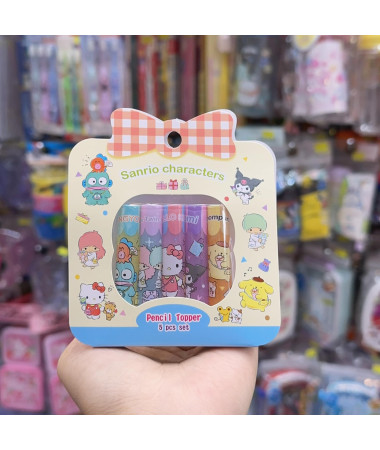 Sanrio characters
Pencil Topper
5 pcs set